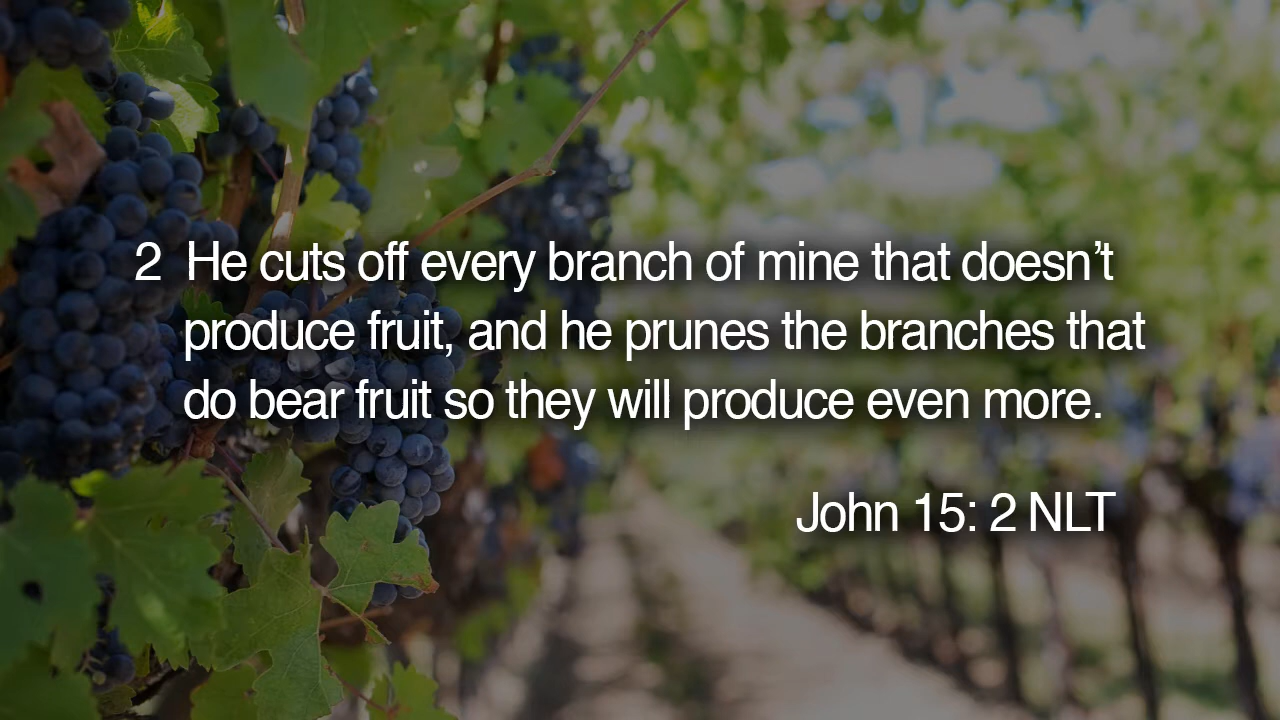 2 He cuts off every branch of mine that doesn’t
produce fruit, and he prunes the branches that
do bear fruit so they will produce even more.
John 15: 2 NLT